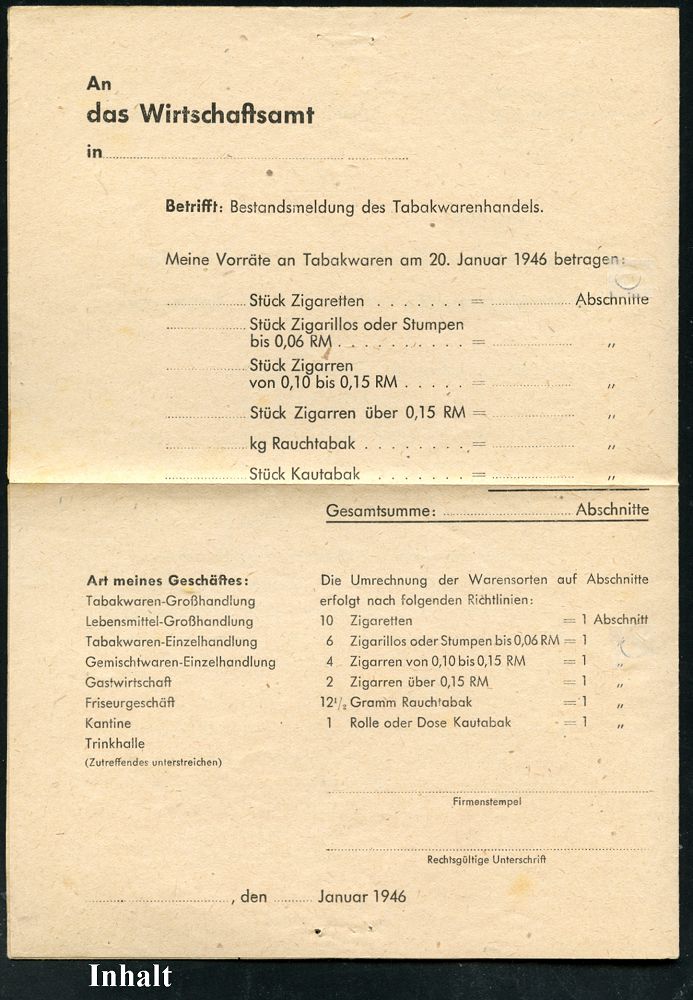 An
das Wirtschaftsamt
in
Betrifft: Bestandsmeldung des Tabakwarenhandels.
Meine Vorräte an Tabakwaren am 20. Januar 1946 betragen:
Stück Zigaretten . . . . . . . = Abschnitte
Stück Zigarillos oder Stumpen
bis 0,06 RM . . . . . . . . . . = „
Stück Zigarren
von 0,10 bis 0,15 RM . . . . . = „
Stück Zigarren über 0,15 RM = „
kg Rauchtabak . . . . . . . . = „
Stück Kautabak . . . . . . . = „
Gesamtsumme: Abschnitte
Art meines Geschäftes:
Tabakwaren-Großhandlung
Lebensmittel-Großhandlung
Tabakwaren-Einzelhandlung
Gemischtwaren-Einzelhandlung
Gastwirtschaft
Friseurgeschäft
Kantine
Trinkhalle
(Zutreffendes unterstreichen)
Die Umrechnung der Warensorten auf Abschnitte
erfolgt nach folgenden Richtlinien:
10 Zigaretten = 1 Abschnitt
6 Zigarillos oder Stumpen bis 0,06 RM = 1 „
4 Zigarren von 0,10 bis 0,15 RM = 1 „
2 Zigarren über 0,15 RM = 1 „
12 1/2 Gramm Rauchtabak = 1 „
1 Rolle oder Dose Kautabak = 1 „
Firmenstempel
Rechtsgültige Unterschrift
, den Januar 1946
Inhalt